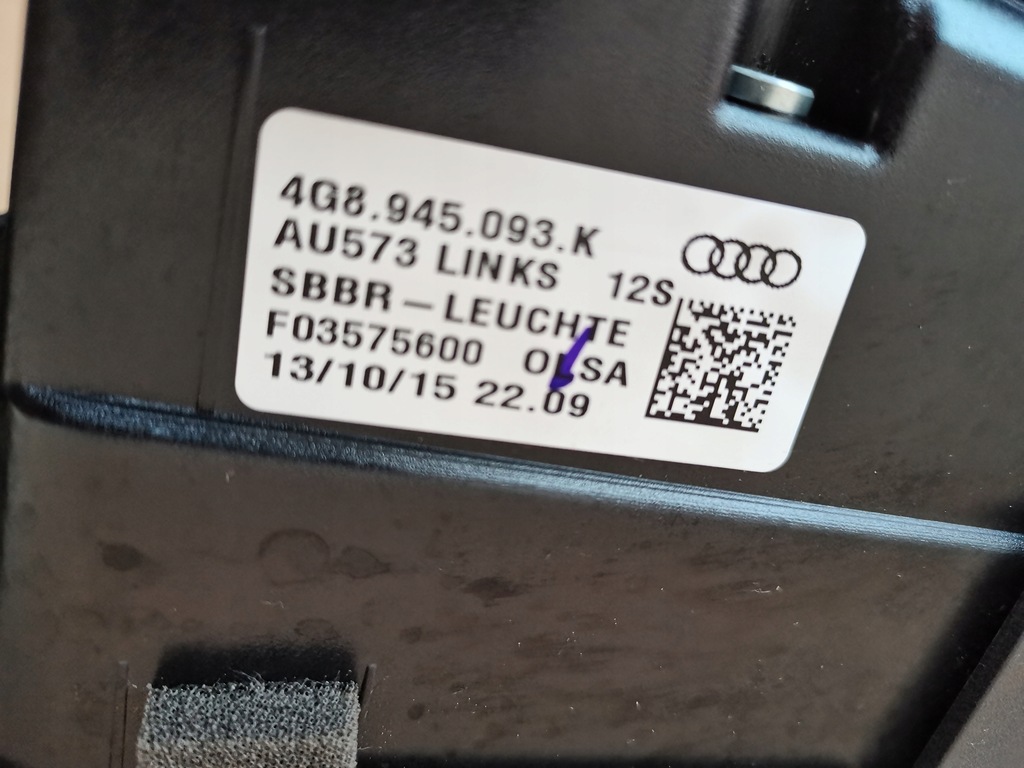 4G8.945.093.K
AU573 LINKS 12S
SBBR-LEUCHTE
F03575600 OLSA
13/10/15 22.09